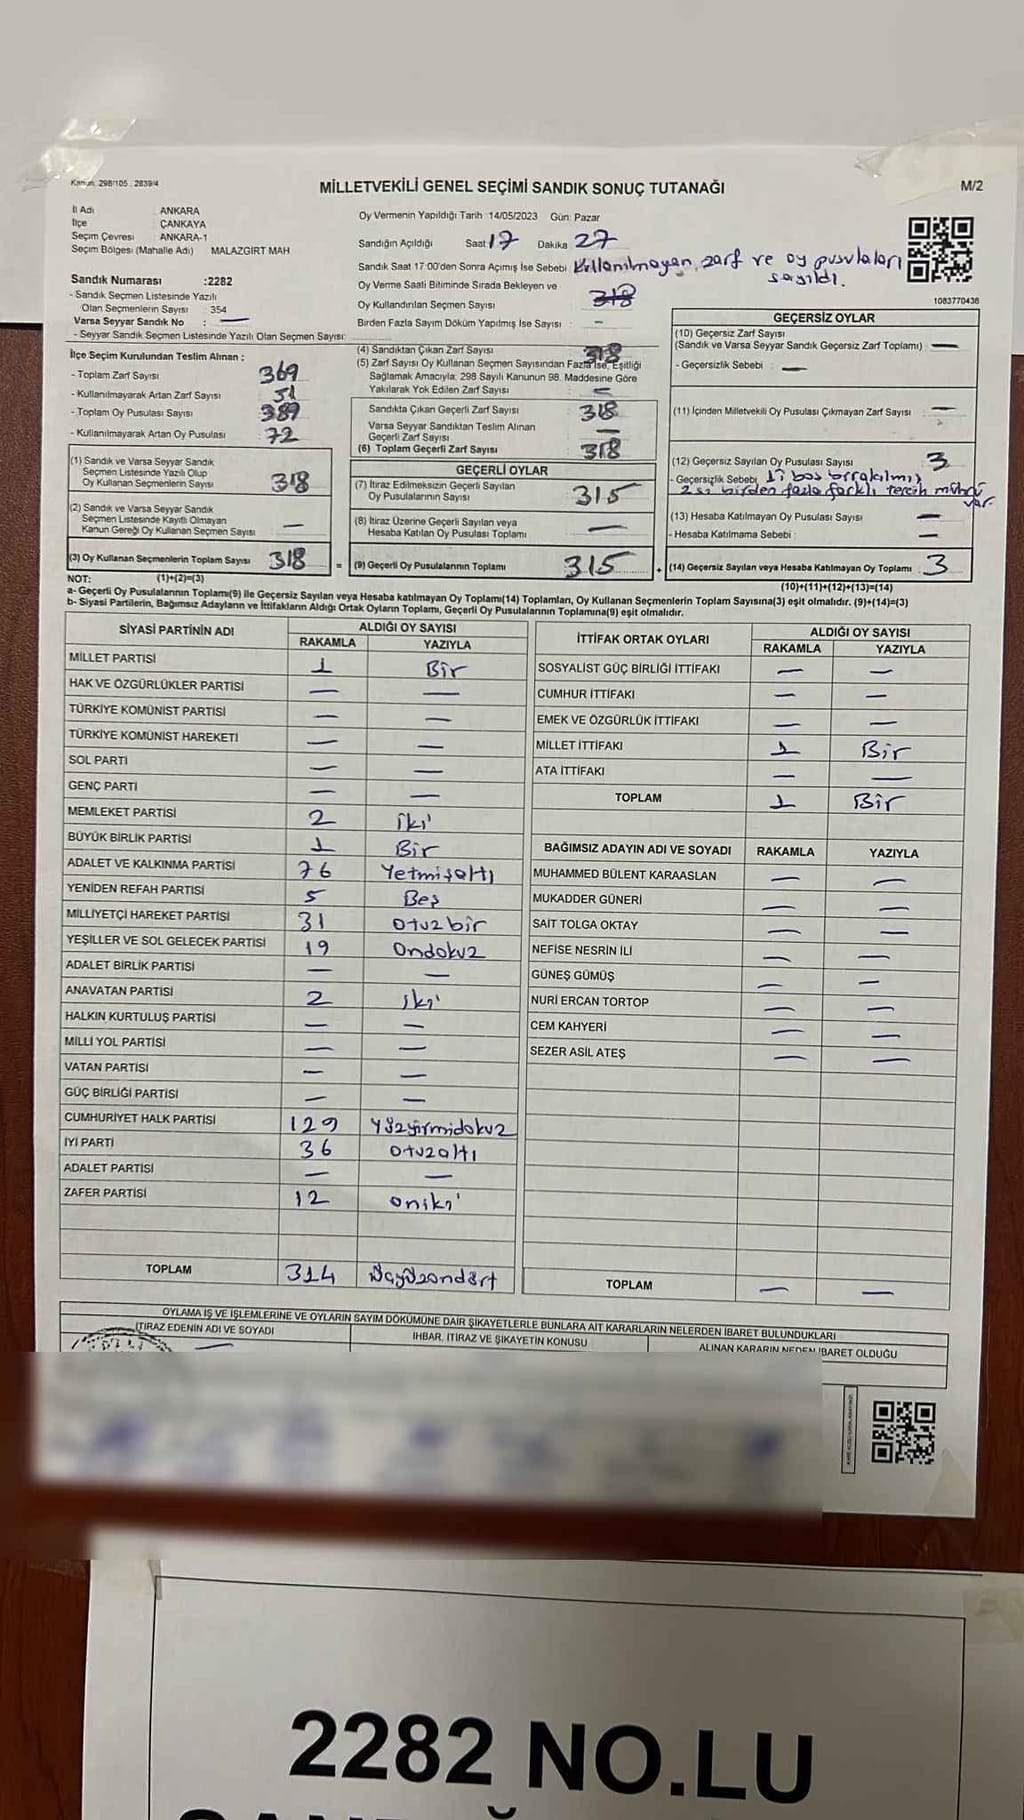 Kanun: 298/105, 2839/4
MİLLETVEKİLİ GENEL SEÇİMİ SANDIK SONUÇ TUTANAĞI
M/2
İl Adı : ANKARA
İlçe : ÇANKAYA
Seçim Çevresi : ANKARA-1
Seçim Bölgesi (Mahalle Adı) MALAZGİRT MAH
Sandık Numarası :2282
- Sandık Seçmen Listesinde Yazılı
Olan Seçmenlerin Sayısı : 354
Varsa Seyyar Sandık No : —
- Seyyar Sandık Seçmen Listesinde Yazılı Olan Seçmen Sayısı:
Oy Vermenin Yapıldığı Tarih :14/05/2023 Gün: Pazar
Sandığın Açıldığı Saat 17 Dakika 27
Sandık Saat 17:00'den Sonra Açımış İse Sebebi : Kullanılmayan zarf ve oy pusulaları
sayıldı.
Oy Verme Saati Bitiminde Sırada Bekleyen ve
Oy Kullandırılan Seçmen Sayısı : 318
Birden Fazla Sayım Döküm Yapılmış İse Sayısı : —
1083770436
İlçe Seçim Kurulundan Teslim Alınan :
- Toplam Zarf Sayısı : 369
- Kullanılmayarak Artan Zarf Sayısı : 51
- Toplam Oy Pusulası Sayısı : 389
- Kullanılmayarak Artan Oy Pusulası : 72
(1) Sandık ve Varsa Seyyar Sandık
Seçmen Listesinde Yazılı Olup
Oy Kullanan Seçmenlerin Sayısı : 318
(2) Sandık ve Varsa Seyyar Sandık
Seçmen Listesinde Kayıtlı Olmayan
Kanun Gereği Oy Kullanan Seçmen Sayısı : —
(3) Oy Kullanan Seçmenlerin Toplam Sayısı : 318
(4) Sandıktan Çıkan Zarf Sayısı : 318
(5) Zarf Sayısı Oy Kullanan Seçmen Sayısından Fazla İse, Eşitliği
Sağlamak Amacıyla; 298 Sayılı Kanunun 98. Maddesine Göre
Yakılarak Yok Edilen Zarf Sayısı : —
Sandıkta Çıkan Geçerli Zarf Sayısı : 318
Varsa Seyyar Sandıktan Teslim Alınan
Geçerli Zarf Sayısı : —
(6) Toplam Geçerli Zarf Sayısı : 318
GEÇERLİ OYLAR
(7) İtiraz Edilmeksizin Geçerli Sayılan
Oy Pusulalarının Sayısı : 315
(8) İtiraz Üzerine Geçerli Sayılan veya
Hesaba Katılan Oy Pusulası Toplamı : —
= (9) Geçerli Oy Pusulalarının Toplamı : 315
GEÇERSİZ OYLAR
(10) Geçersiz Zarf Sayısı
(Sandık ve Varsa Seyyar Sandık Geçersiz Zarf Toplamı) : —
- Geçersizlik Sebebi : —
(11) İçinden Milletvekili Oy Pusulası Çıkmayan Zarf Sayısı : —
(12) Geçersiz Sayılan Oy Pusulası Sayısı : 3
- Geçersizlik Sebebi : 1'i boş bırakılmış
2'si birden fazla farklı tercih mührü
var.
(13) Hesaba Katılmayan Oy Pusulası Sayısı : —
- Hesaba Katılmama Sebebi : —
+ (14) Geçersiz Sayılan veya Hesaba Katılmayan Oy Toplamı : 3
NOT: (1)+(2)=(3)
(10)+(11)+(12)+(13)=(14)
a- Geçerli Oy Pusulalarının Toplamı(9) ile Geçersiz Sayılan veya Hesaba katılmayan Oy Toplamı(14) Toplamları, Oy Kullanan Seçmenlerin Toplam Sayısına(3) eşit olmalıdır. (9)+(14)=(3)
b- Siyasi Partilerin, Bağımsız Adayların ve İttifakların Aldığı Ortak Oyların Toplamı, Geçerli Oy Pusulalarının Toplamına(9) eşit olmalıdır.
SİYASİ PARTİNİN ADI ALDIĞI OY SAYISI
RAKAMLA YAZIYLA
MİLLET PARTİSİ 1 Bir
HAK VE ÖZGÜRLÜKLER PARTİSİ — —
TÜRKİYE KOMÜNİST PARTİSİ — —
TÜRKİYE KOMÜNİST HAREKETİ — —
SOL PARTİ — —
GENÇ PARTİ — —
MEMLEKET PARTİSİ 2 iki
BÜYÜK BİRLİK PARTİSİ 1 Bir
ADALET VE KALKINMA PARTİSİ 76 Yetmişaltı
YENİDEN REFAH PARTİSİ 5 Beş
MİLLİYETÇİ HAREKET PARTİSİ 31 otuzbir
YEŞİLLER VE SOL GELECEK PARTİSİ 19 Ondokuz
ADALET BİRLİK PARTİSİ — —
ANAVATAN PARTİSİ 2 iki
HALKIN KURTULUŞ PARTİSİ — —
MİLLİ YOL PARTİSİ — —
VATAN PARTİSİ — —
GÜÇ BİRLİĞİ PARTİSİ — —
CUMHURİYET HALK PARTİSİ 129 Yüzyirmidokuz
İYİ PARTİ 36 otuzaltı
ADALET PARTİSİ — —
ZAFER PARTİSİ 12 oniki
TOPLAM 314 üçyüzondört
İTTİFAK ORTAK OYLARI ALDIĞI OY SAYISI
RAKAMLA YAZIYLA
SOSYALİST GÜÇ BİRLİĞİ İTTİFAKI — —
CUMHUR İTTİFAKI — —
EMEK VE ÖZGÜRLÜK İTTİFAKI — —
MİLLET İTTİFAKI 1 Bir
ATA İTTİFAKI — —
TOPLAM 1 Bir
BAĞIMSIZ ADAYIN ADI VE SOYADI RAKAMLA YAZIYLA
MUHAMMED BÜLENT KARAASLAN — —
MUKADDER GÜNERİ — —
SAİT TOLGA OKTAY — —
NEFİSE NESRİN İLİ — —
GÜNEŞ GÜMÜŞ — —
NURİ ERCAN TORTOP — —
CEM KAHYERİ — —
SEZER ASİL ATEŞ — —
TOPLAM — —
OYLAMA İŞ VE İŞLEMLERİNE VE OYLARIN SAYIM DÖKÜMÜNE DAİR ŞİKAYETLERLE BUNLARA AİT KARARLARIN NELERDEN İBARET BULUNDUKLARI
İTİRAZ EDENİN ADI VE SOYADI
İHBAR, İTİRAZ VE ŞİKAYETİN KONUSU
ALINAN KARARIN NEDEN İBARET OLDUĞU
2282 NO.LU